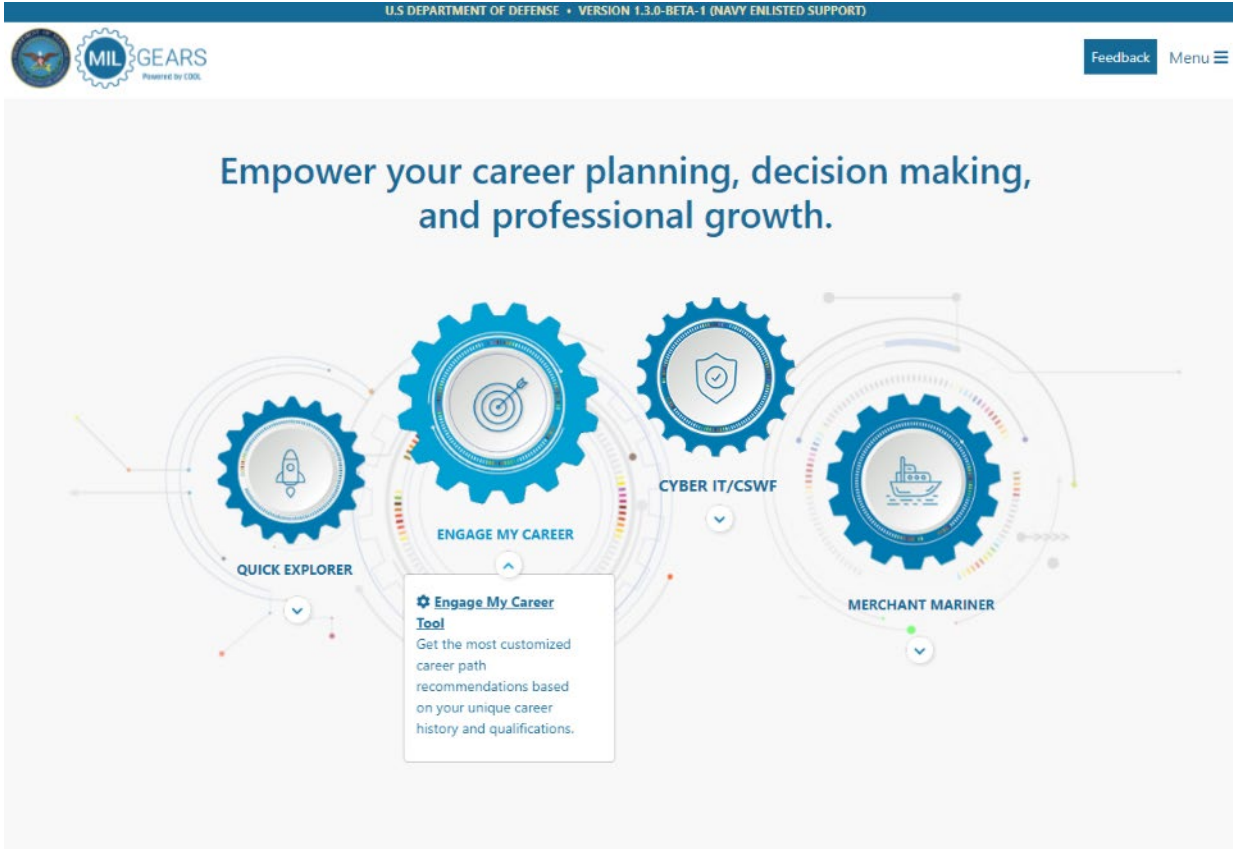 U.S DEPARTMENT OF DEFENSE • VERSION 1.3.0-BETA-1 (NAVY ENLISTED SUPPORT)
MIL GEARS
Powered by COOL
Feedback
Menu
Empower your career planning, decision making,
and professional growth.
QUICK EXPLORER
ENGAGE MY CAREER
Engage My Career
Tool
Get the most customized
career path
recommendations based
on your unique career
history and qualifications.
CYBER IT/CSWF
MERCHANT MARINER